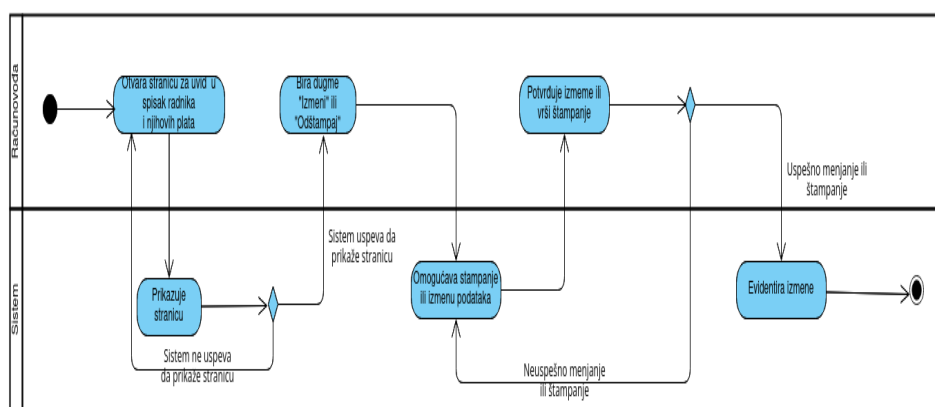 Računovođa
Otvara stranicu za uvid u
spisak radnika
i njihovih plata
Bira dugme
"Izmeni" ili
"Odštampaj"
Potvrđuje izmeme ili
vrši štampanje
Uspešno menjanje ili
štampanje
Sistem
Prikazuje
stranicu
Sistem uspeva da
prikaže stranicu
Sistem ne uspeva
da prikaže stranicu
Omogućava stampanje
ili izmenu podataka
Neuspešno menjanje
ili štampanje
Evidentira izmene